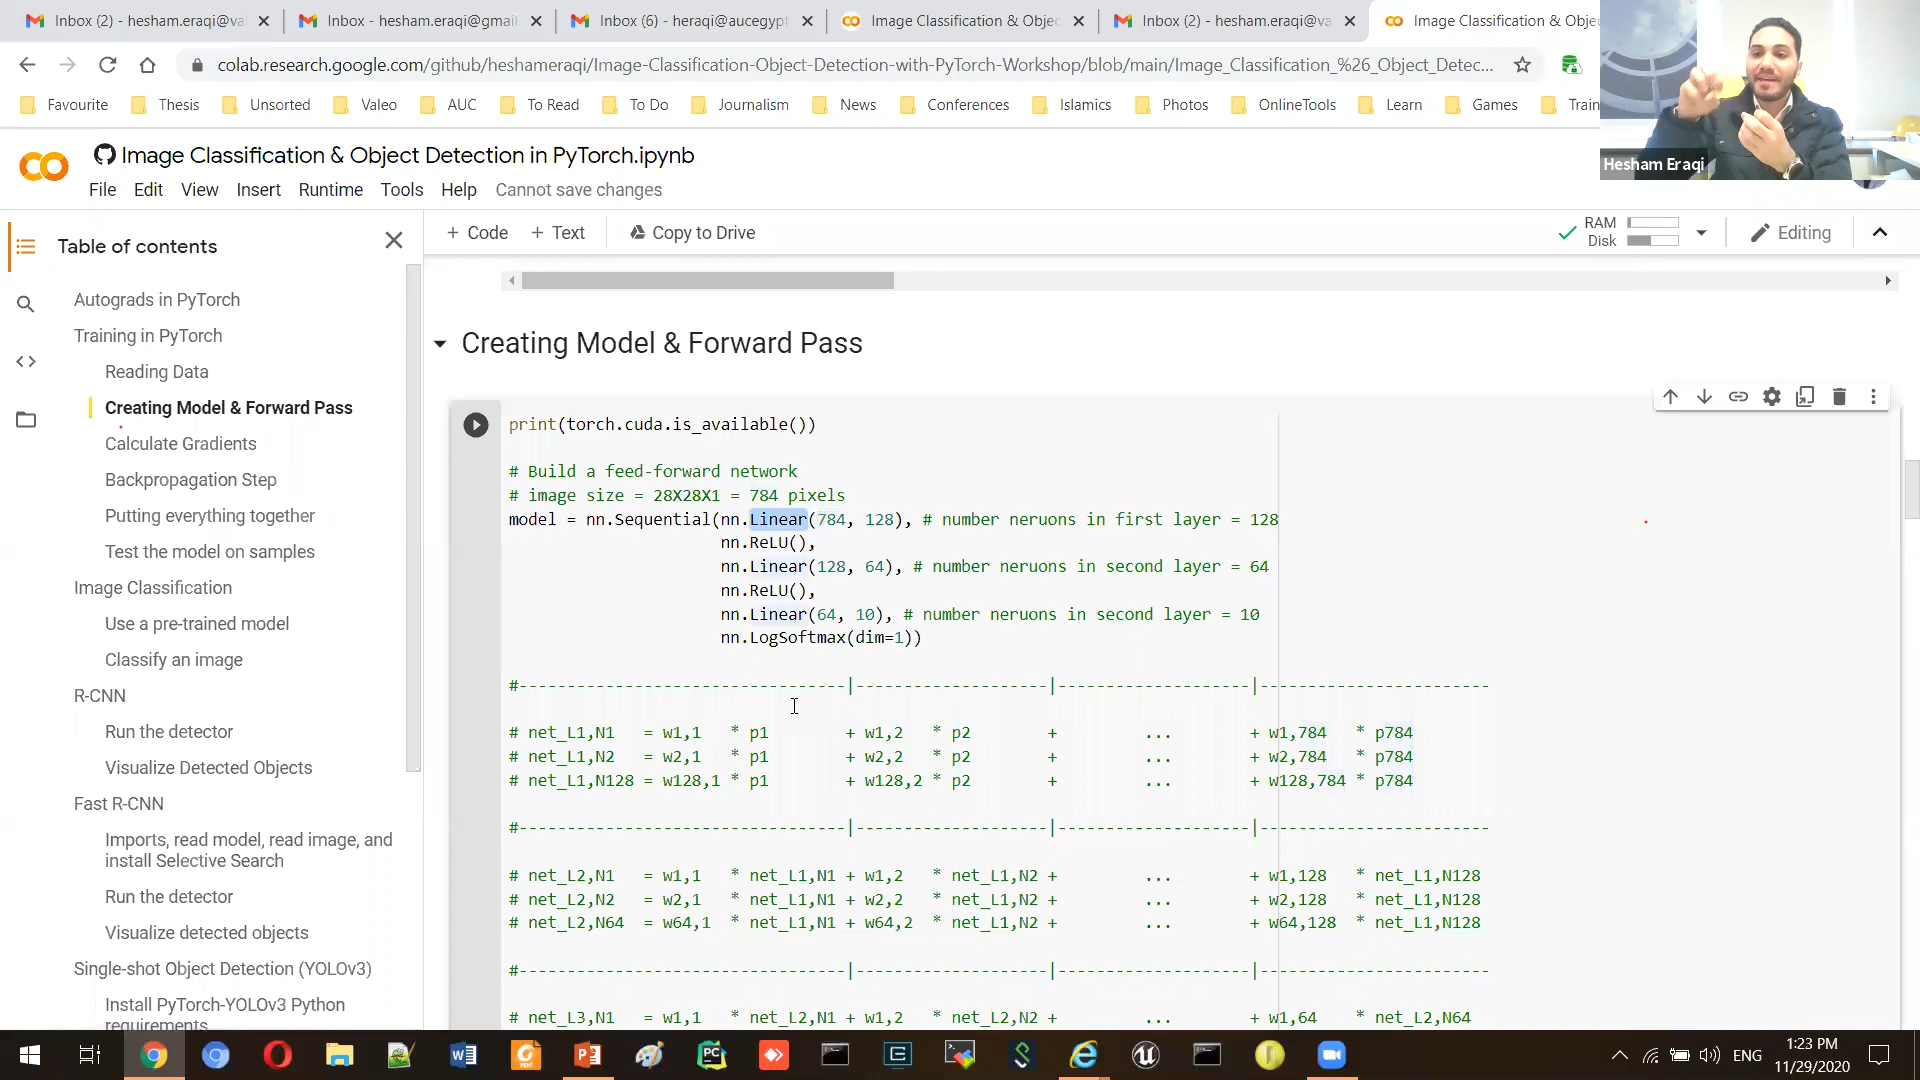 Inbox (2) - hesham.eraqi@va
Inbox - hesham.eraqi@gmail.
Inbox (6) - heraqi@aucegypt
Image Classification & Objec
Inbox (2) - hesham.eraqi@va
Image Classification & Obje
colab.research.google.com/github/heshameraqi/Image-Classification-Object-Detection-with-PyTorch-Workshop/blob/main/Image_Classification_%26_Object_Detec...
Favourite
Thesis
Unsorted
Valeo
AUC
To Read
To Do
Journalism
News
Conferences
Islamics
Photos
OnlineTools
Learn
Games
Train
Hesham Eraqi
Image Classification & Object Detection in PyTorch.ipynb
File Edit View Insert Runtime Tools Help Cannot save changes
Table of contents
+ Code + Text Copy to Drive
RAM
Disk
Editing
Autograds in PyTorch
Training in PyTorch
Reading Data
Creating Model & Forward Pass
Calculate Gradients
Backpropagation Step
Putting everything together
Test the model on samples
Image Classification
Use a pre-trained model
Classify an image
R-CNN
Run the detector
Visualize Detected Objects
Fast R-CNN
Imports, read model, read image, and
install Selective Search
Run the detector
Visualize detected objects
Single-shot Object Detection (YOLOv3)
Install PyTorch-YOLOv3 Python
requirements
Creating Model & Forward Pass
print(torch.cuda.is_available())
# Build a feed-forward network
# image size = 28X28X1 = 784 pixels
model = nn.Sequential(nn.Linear(784, 128), # number neruons in first layer = 128
nn.ReLU(),
nn.Linear(128, 64), # number neruons in second layer = 64
nn.ReLU(),
nn.Linear(64, 10), # number neruons in second layer = 10
nn.LogSoftmax(dim=1))
#----------------------------------|--------------------|--------------------|------------------------
# net_L1,N1 = w1,1 * p1 + w1,2 * p2 + ... + w1,784 * p784
# net_L1,N2 = w2,1 * p1 + w2,2 * p2 + ... + w2,784 * p784
# net_L1,N128 = w128,1 * p1 + w128,2 * p2 + ... + w128,784 * p784
#----------------------------------|--------------------|--------------------|------------------------
# net_L2,N1 = w1,1 * net_L1,N1 + w1,2 * net_L1,N2 + ... + w1,128 * net_L1,N128
# net_L2,N2 = w2,1 * net_L1,N1 + w2,2 * net_L1,N2 + ... + w2,128 * net_L1,N128
# net_L2,N64 = w64,1 * net_L1,N1 + w64,2 * net_L1,N2 + ... + w64,128 * net_L1,N128
#----------------------------------|--------------------|--------------------|------------------------
# net_L3,N1 = w1,1 * net_L2,N1 + w1,2 * net_L2,N2 + ... + w1,64 * net_L2,N64
ENG
1:23 PM
11/29/2020